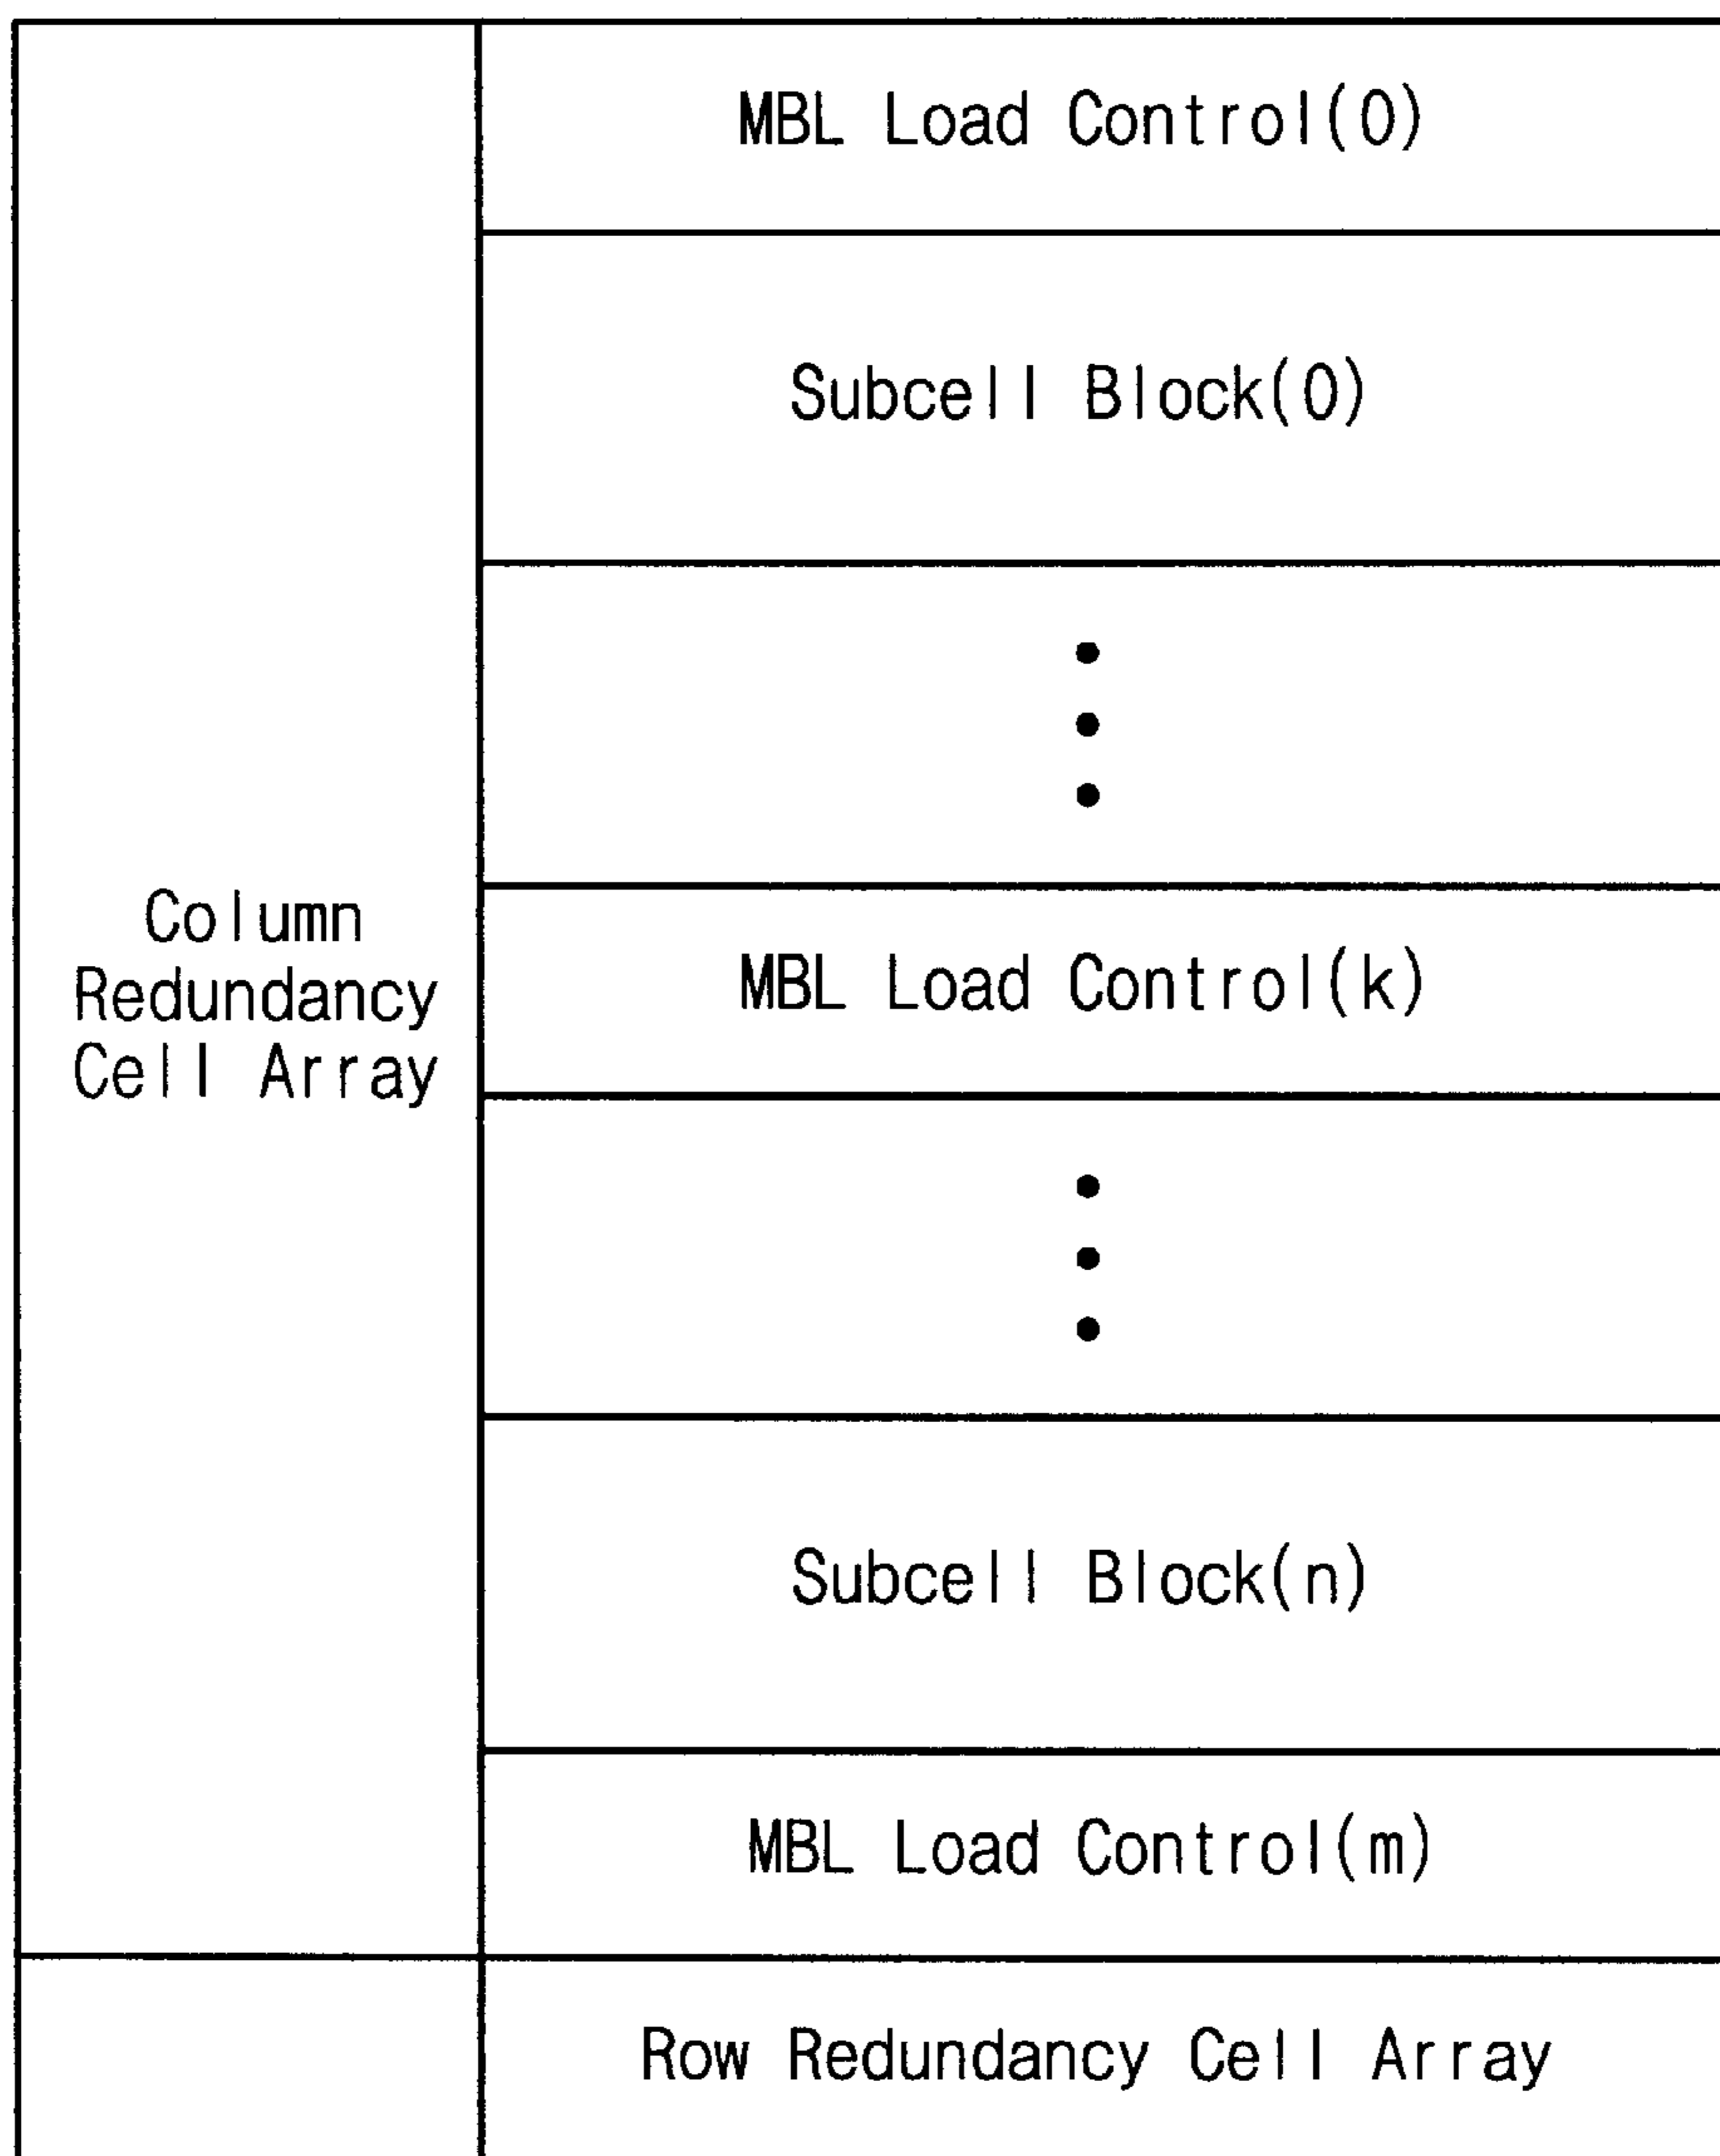 MBL Load Control(0)
Subcell Block(0)
Column
Redundancy
Cell Array
MBL Load Control(k)
Subcell Block(n)
MBL Load Control(m)
Row Redundancy Cell Array